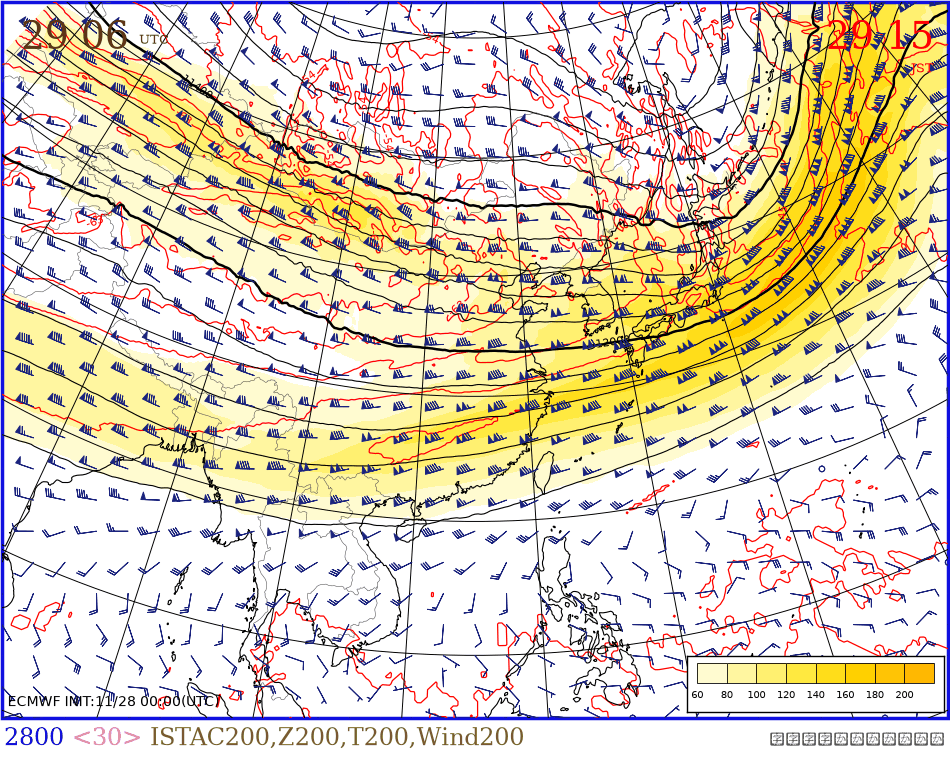 29 06 UTC
29 15 JST
12000
60 80 100 120 140 160 180 200
ECMWF INIT:11/28 00:00(UTC)
2800 <30> ISTAC200,Z200,T200,Wind200